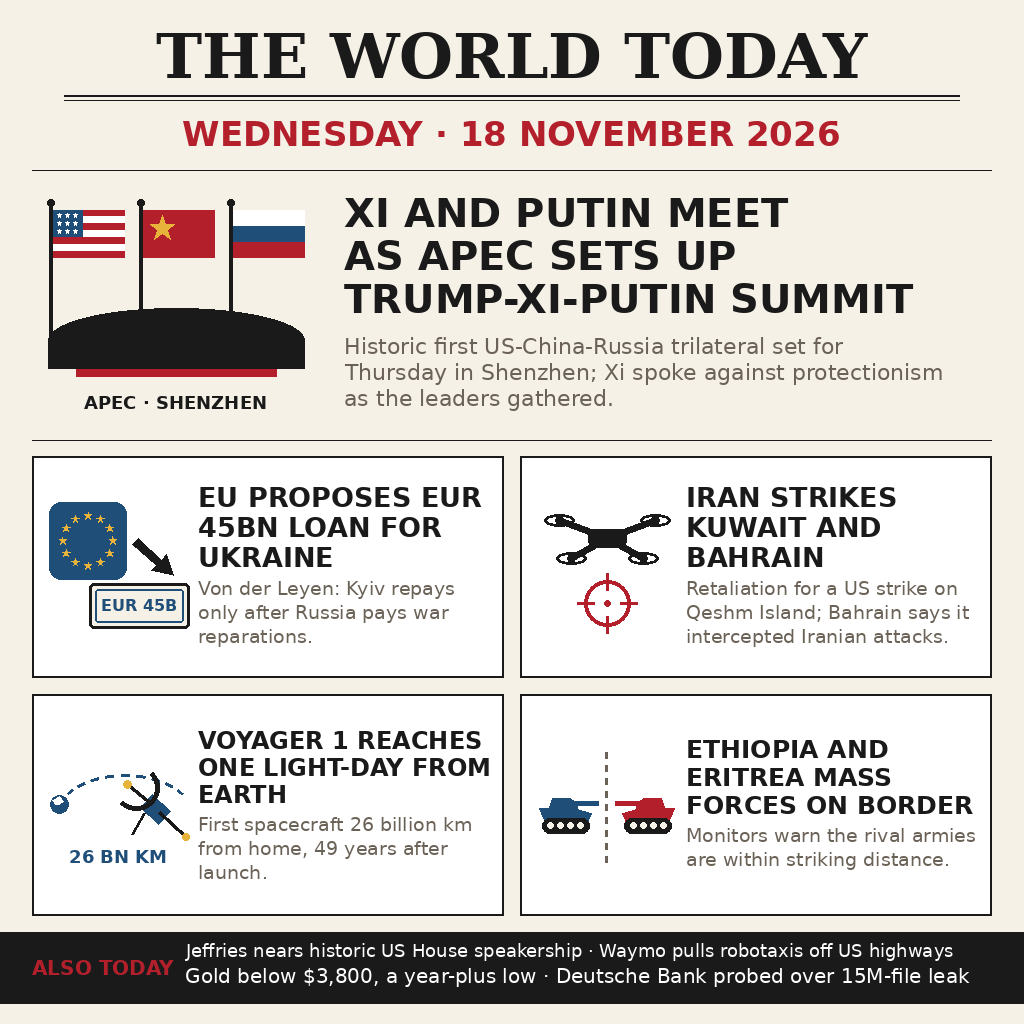 THE WORLD TODAY
WEDNESDAY · 18 NOVEMBER 2026
XI AND PUTIN MEET
AS APEC SETS UP
TRUMP-XI-PUTIN SUMMIT
Historic first US-China-Russia trilateral set for
Thursday in Shenzhen; Xi spoke against protectionism
as the leaders gathered.
APEC · SHENZHEN
EU PROPOSES EUR
45BN LOAN FOR
UKRAINE
Von der Leyen: Kyiv repays
only after Russia pays war
reparations.
EUR 45B
IRAN STRIKES
KUWAIT AND
BAHRAIN
Retaliation for a US strike on
Qeshm Island; Bahrain says it
intercepted Iranian attacks.
VOYAGER 1 REACHES
ONE LIGHT-DAY FROM
EARTH
First spacecraft 26 billion km
from home, 49 years after
launch.
26 BN KM
ETHIOPIA AND
ERITREA MASS
FORCES ON BORDER
Monitors warn the rival armies
are within striking distance.
ALSO TODAY
Jeffries nears historic US House speakership · Waymo pulls robotaxis off US highways
Gold below $3,800, a year-plus low · Deutsche Bank probed over 15M-file leak